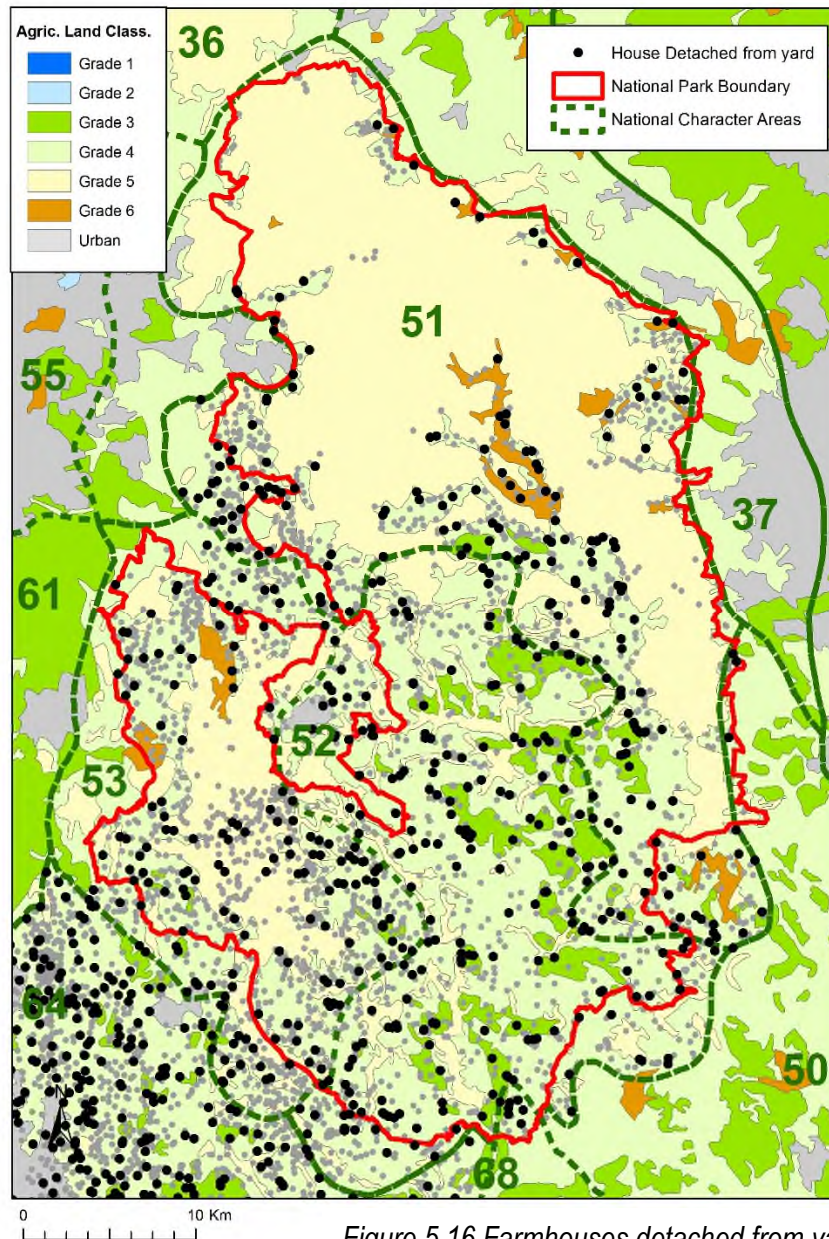 Agric. Land Class.
Grade 1
Grade 2
Grade 3
Grade 4
Grade 5
Grade 6
Urban
House Detached from yard
National Park Boundary
National Character Areas
36
51
55
37
61
52
53
64
50
68
N
0 10 Km
Figure 5.16 Farmhouses detached from